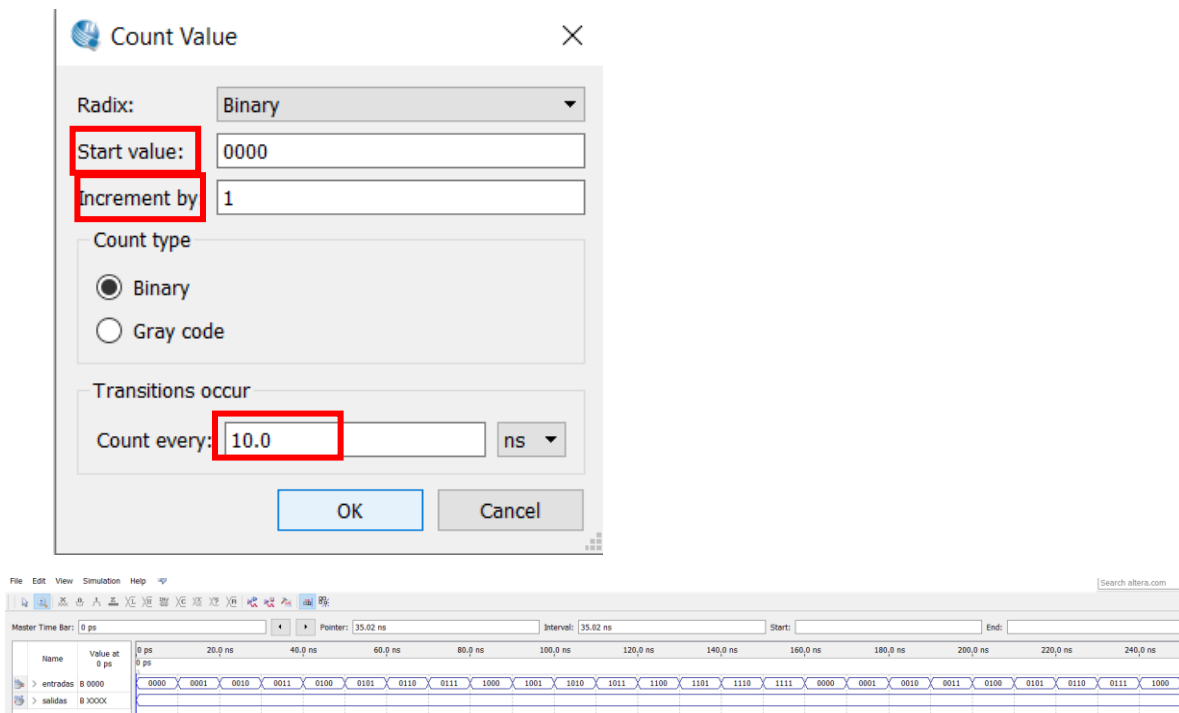 Count Value
Radix: Binary
Start value: 0000
Increment by 1
Count type
Binary
Gray code
Transitions occur
Count every: 10.0 ns
OK Cancel
File Edit View Simulation Help
Search altera.com
Master Time Bar: 0 ps Pointer: 35.02 ns Interval: 35.02 ns Start: End:
Name Value at 0 ps
0 ps 20.0 ns 40.0 ns 60.0 ns 80.0 ns 100.0 ns 120.0 ns 140.0 ns 160.0 ns 180.0 ns 200.0 ns 220.0 ns 240.0 ns
0 ps
entradas B 0000 0000 0001 0010 0011 0100 0101 0110 0111 1000 1001 1010 1011 1100 1101 1110 1111 0000 0001 0010 0011 0100 0101 0110 0111 1000
salidas B XXXX